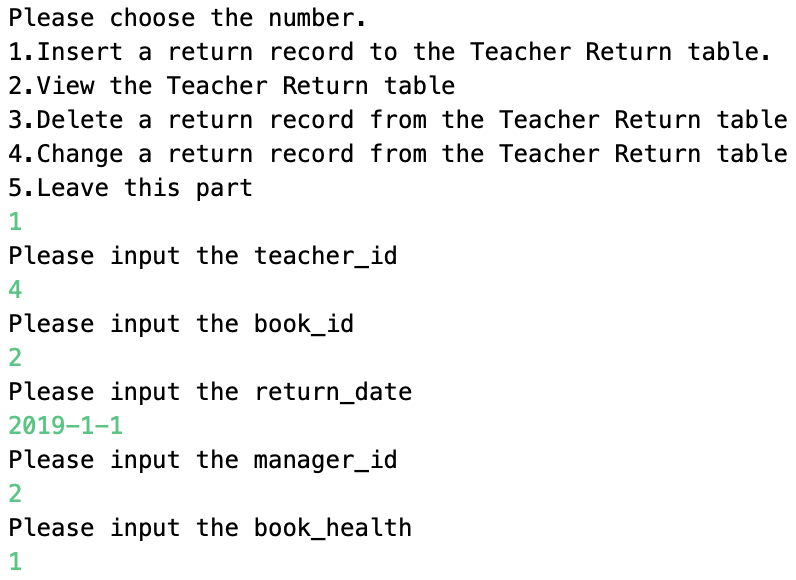 Please choose the number.
1.Insert a return record to the Teacher Return table.
2.View the Teacher Return table
3.Delete a return record from the Teacher Return table
4.Change a return record from the Teacher Return table
5.Leave this part
1
Please input the teacher_id
4
Please input the book_id
2
Please input the return_date
2019-1-1
Please input the manager_id
2
Please input the book_health
1